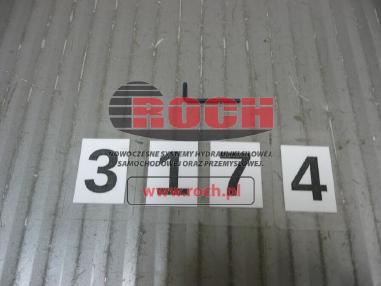 ROCH
NOWOCZESNE SYSTEMY HYDRAULIKI SIŁOWEJ,
SAMOCHODOWEJ ORAZ PRZEMYSŁOWEJ.
3 1 7 4
www.roch.pl